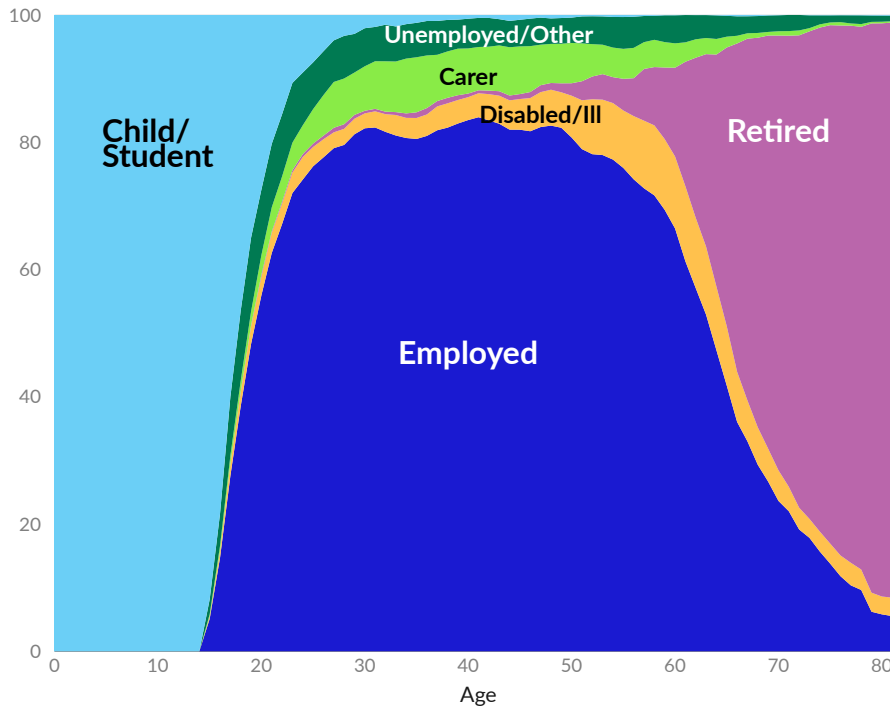 100
Unemployed/Other
Carer
Disabled/Ill
Child/
Student
Retired
80
60
Employed
40
20
0
0 10 20 30 40 50 60 70 80
Age